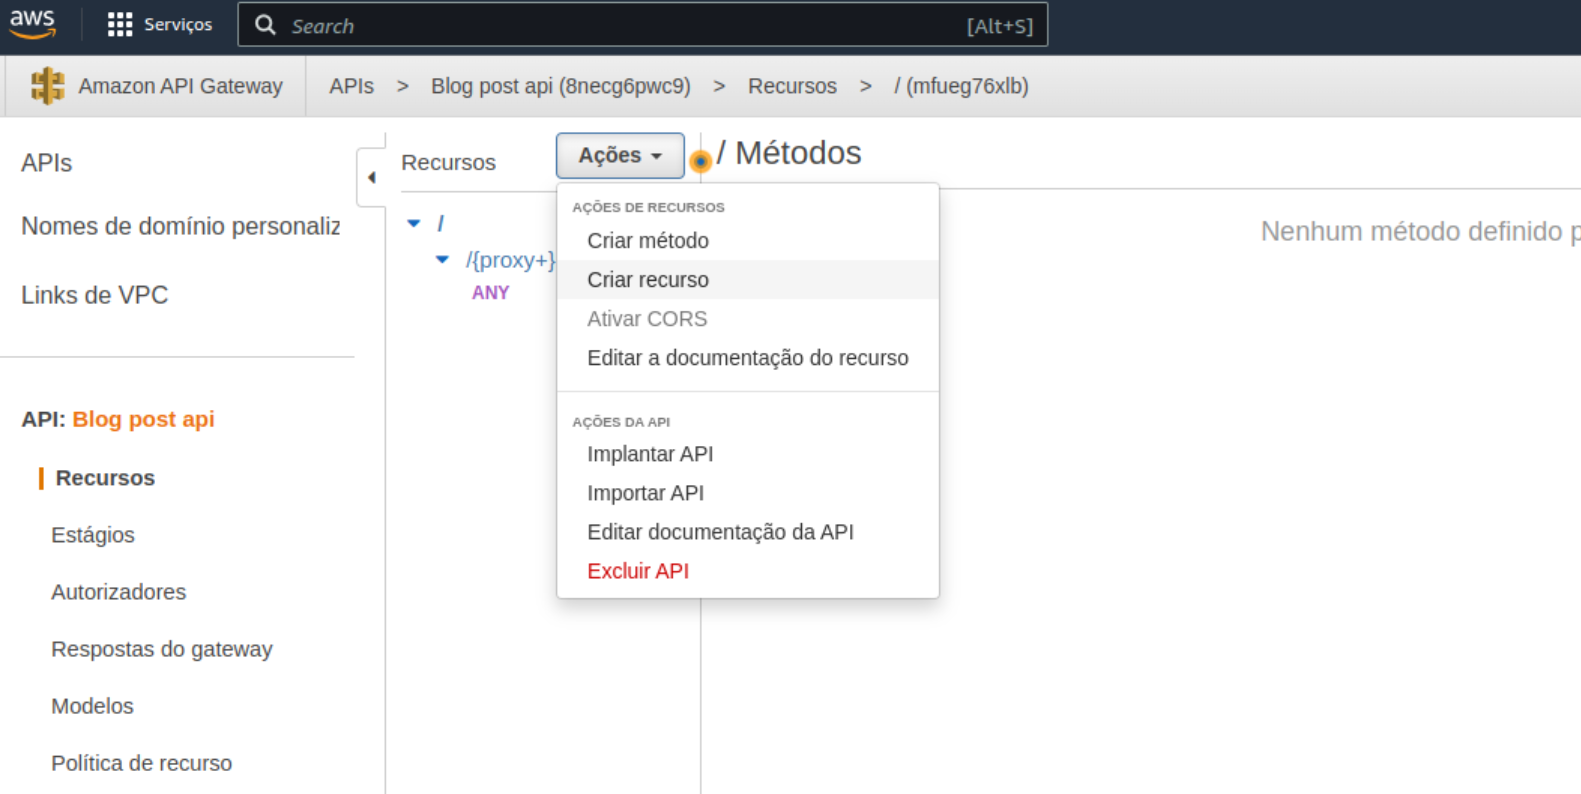 aws
Serviços
Search
[Alt+S]
Amazon API Gateway
APIs > Blog post api (8necg6pwc9) > Recursos > / (mfueg76xlb)
APIs
Nomes de domínio personaliz
Links de VPC
API: Blog post api
Recursos
Estágios
Autorizadores
Respostas do gateway
Modelos
Política de recurso
Recursos
Ações
/
/{proxy+}
ANY
AÇÕES DE RECURSOS
Criar método
Criar recurso
Ativar CORS
Editar a documentação do recurso
AÇÕES DA API
Implantar API
Importar API
Editar documentação da API
Excluir API
/ Métodos
Nenhum método definido p